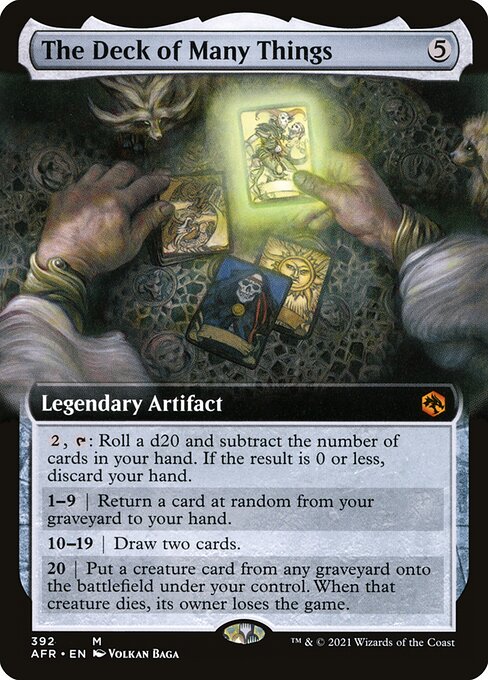 The Deck of Many Things 5
Legendary Artifact
2, T: Roll a d20 and subtract the number of
cards in your hand. If the result is 0 or less,
discard your hand.
1–9 | Return a card at random from your
graveyard to your hand.
10–19 | Draw two cards.
20 | Put a creature card from any graveyard onto
the battlefield under your control. When that
creature dies, its owner loses the game.
392 M
AFR • EN Volkan Baga
™ & © 2021 Wizards of the Coast